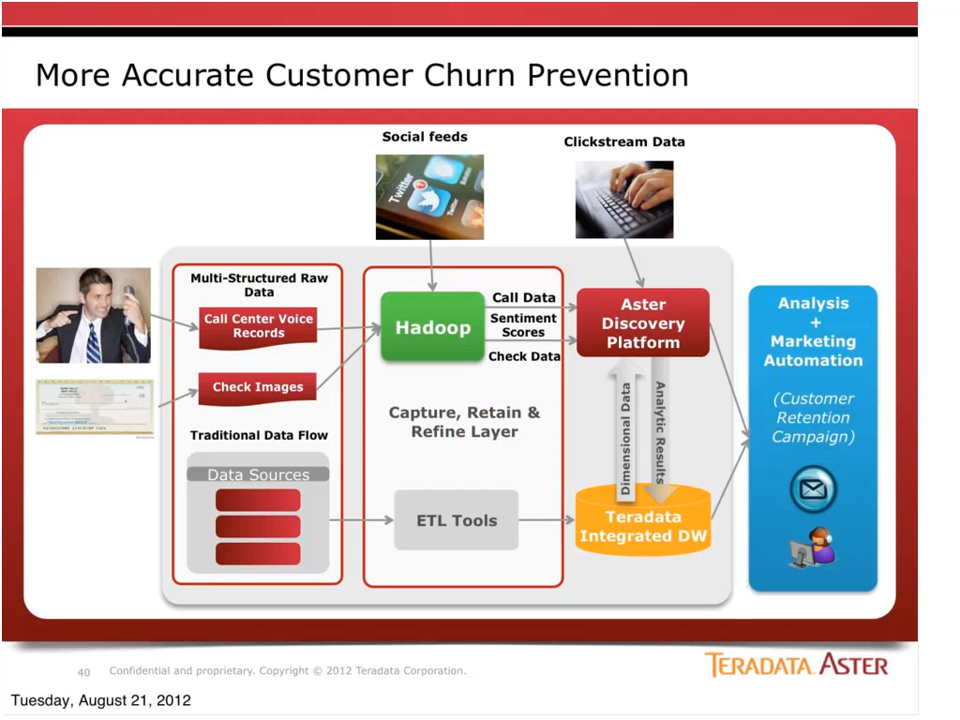 More Accurate Customer Churn Prevention
Social feeds
Clickstream Data
Twitter
Twitter
Multi-Structured Raw
Data
Call Center Voice
Records
Check Images
Traditional Data Flow
Data Sources
Hadoop
Call Data
Sentiment
Scores
Check Data
Capture, Retain &
Refine Layer
ETL Tools
Aster
Discovery
Platform
Dimensional Data
Analytic Results
Teradata
Integrated DW
Analysis
+
Marketing
Automation
(Customer
Retention
Campaign)
40 Confidential and proprietary. Copyright © 2012 Teradata Corporation.
TERADATA ASTER
Tuesday, August 21, 2012